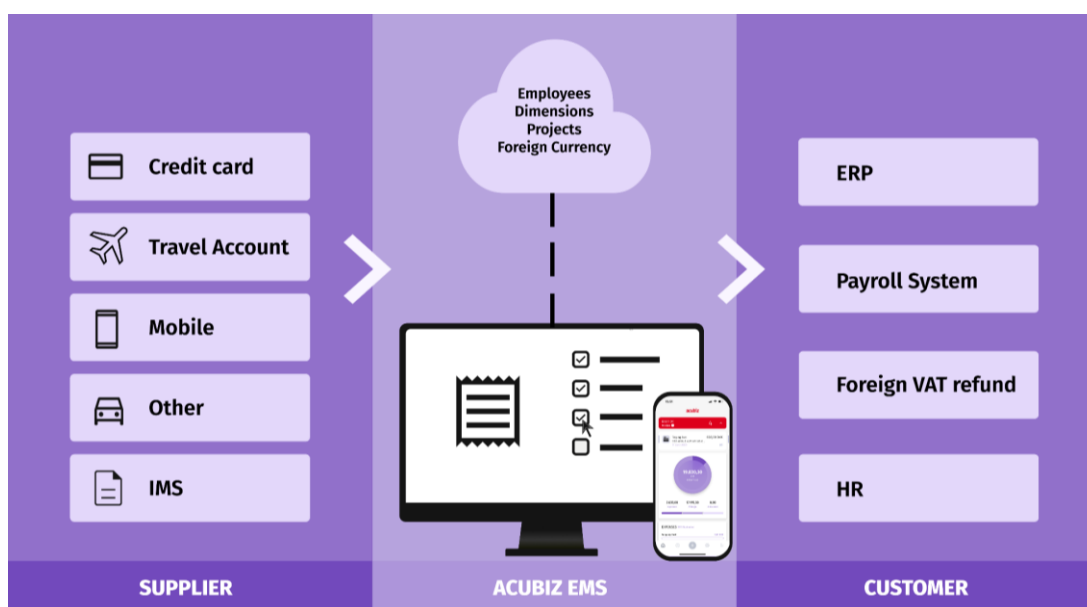 Employees
Dimensions
Projects
Foreign Currency
Credit card
Travel Account
Mobile
Other
IMS
ERP
Payroll System
Foreign VAT refund
HR
acubiz
SUPPLIER
ACUBIZ EMS
CUSTOMER